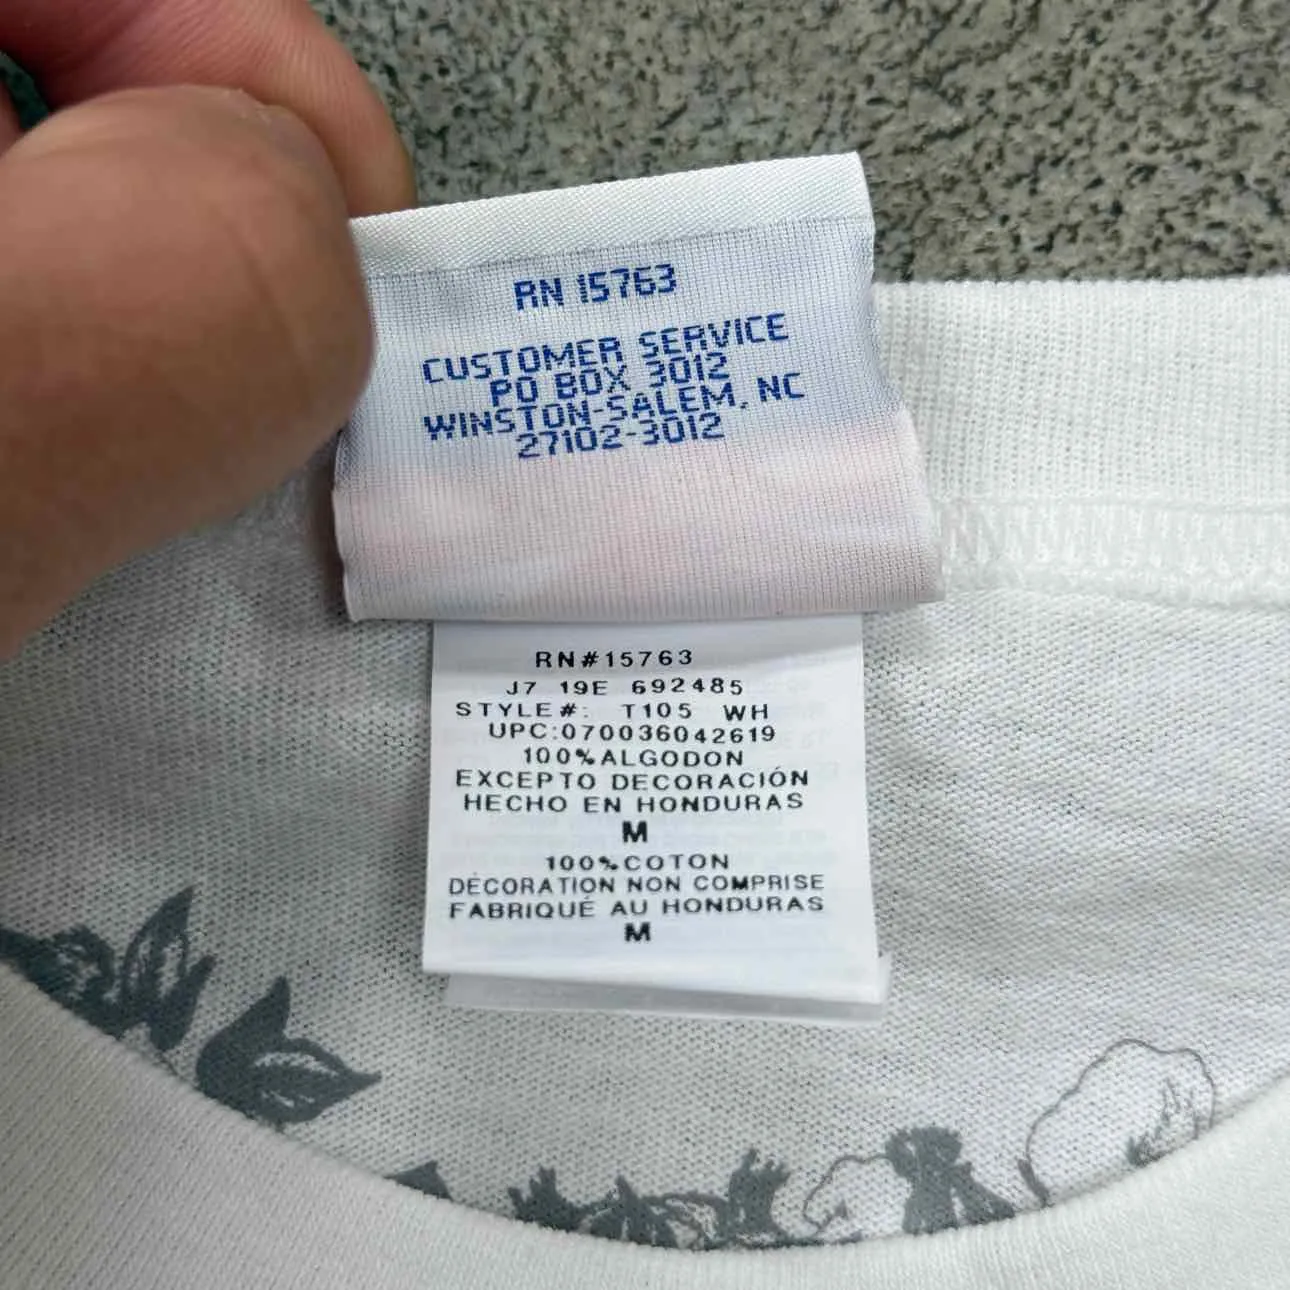 RN 15763
CUSTOMER SERVICE
PO BOX 3012
WINSTON-SALEM, NC
27102-3012
RN#15763
J7 19E 692485
STYLE#: T105 WH
UPC:070036042619
100%ALGODON
EXCEPTO DECORACIÓN
HECHO EN HONDURAS
M
100%COTON
DÉCORATION NON COMPRISE
FABRIQUÉ AU HONDURAS
M